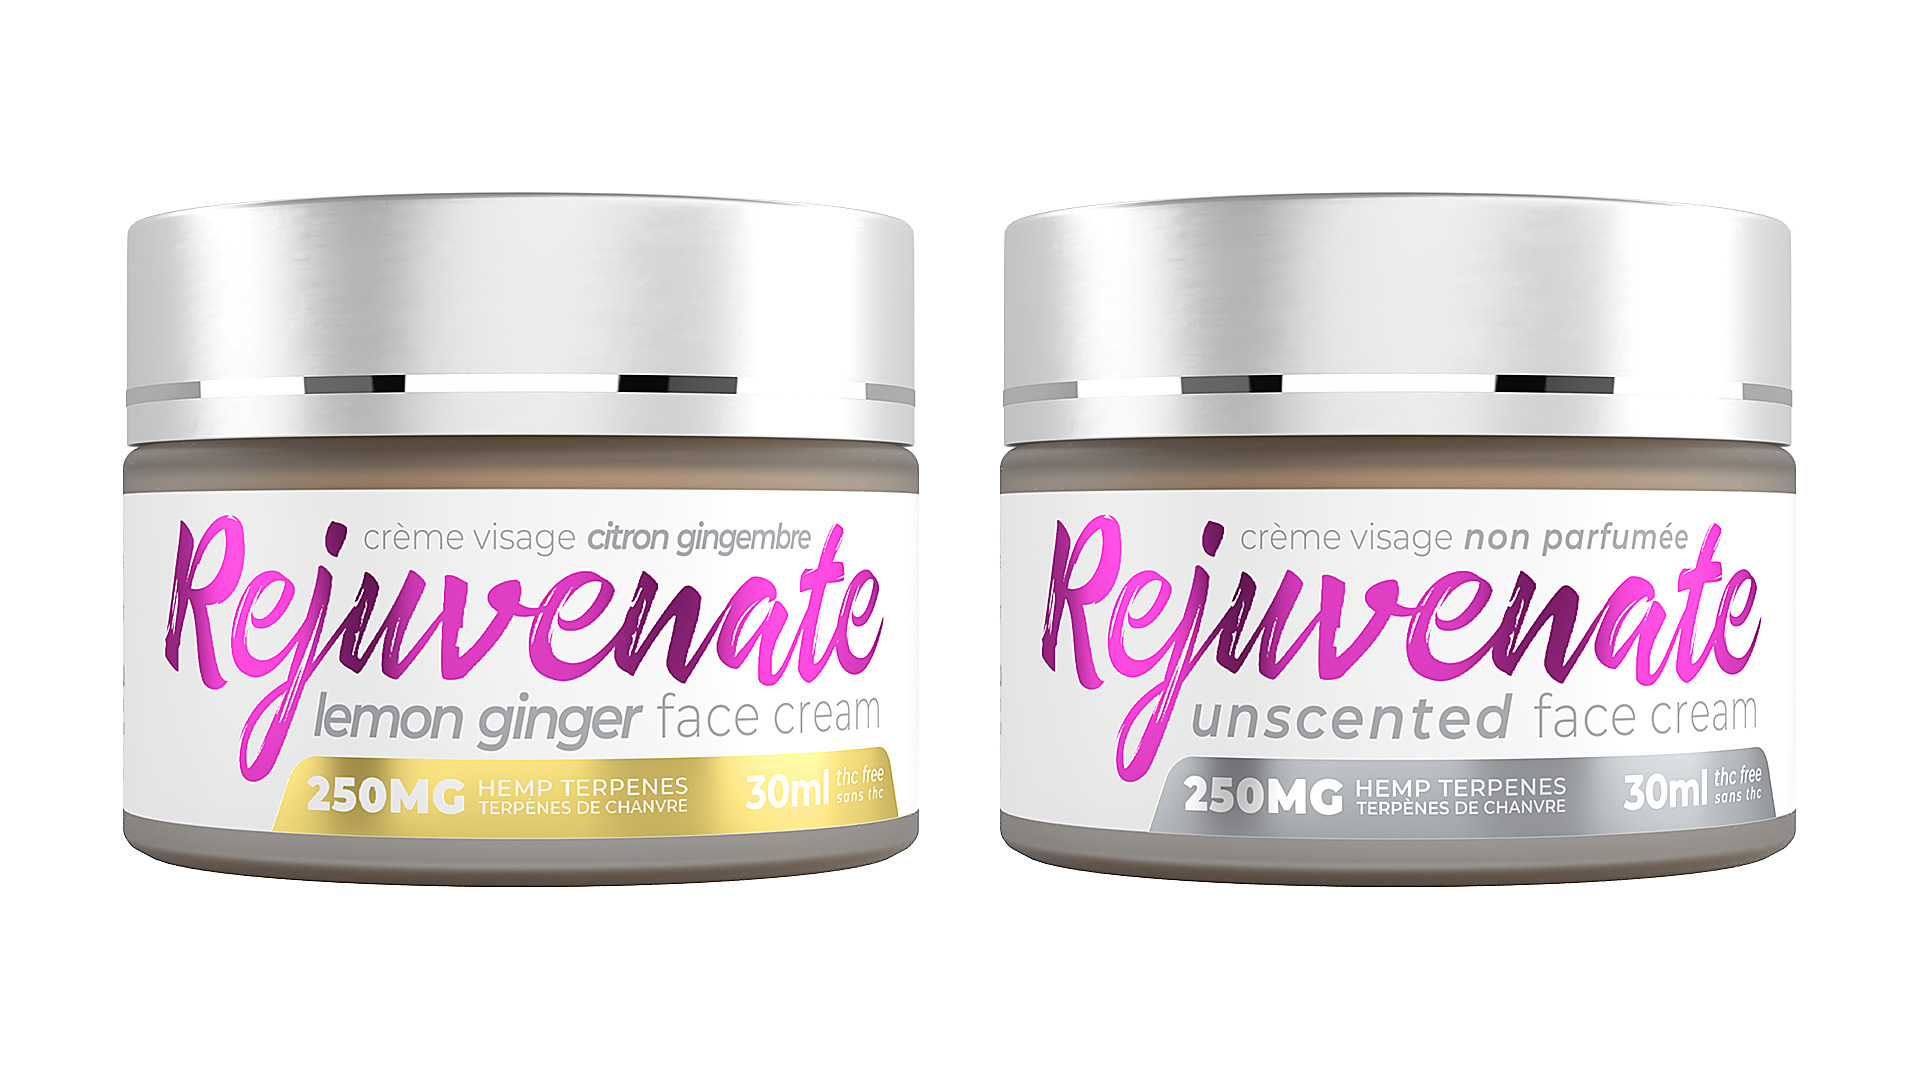 crème visage citron gingembre
Rejuvenate
lemon ginger face cream
250MG HEMP TERPENES
TERPÈNES DE CHANVRE
30ml thc free
sans thc
crème visage non parfumée
Rejuvenate
unscented face cream
250MG HEMP TERPENES
TERPÈNES DE CHANVRE
30ml thc free
sans thc